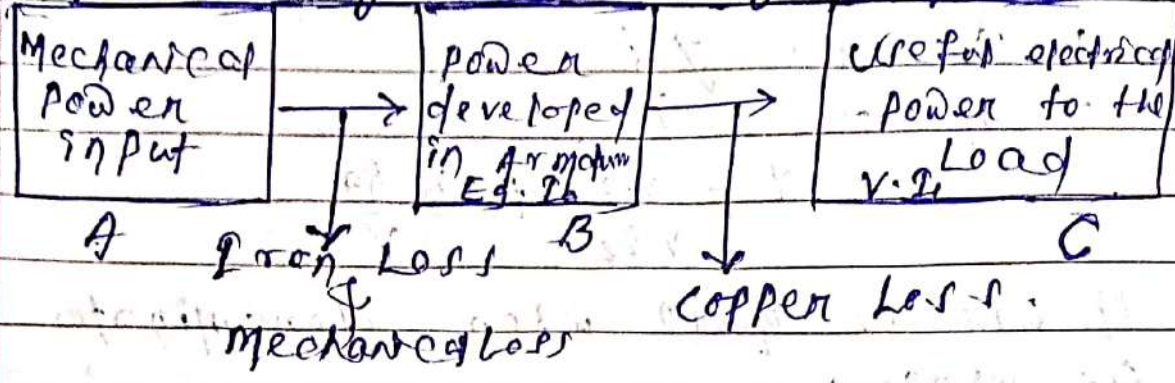 Mechanical
Power
input
Power
developed
in Armature
Eg. Ia
Useful electrical
power to the
Load
V. IL
A
B
C
Iron Loss
&
Mechanical Loss
Copper Loss.